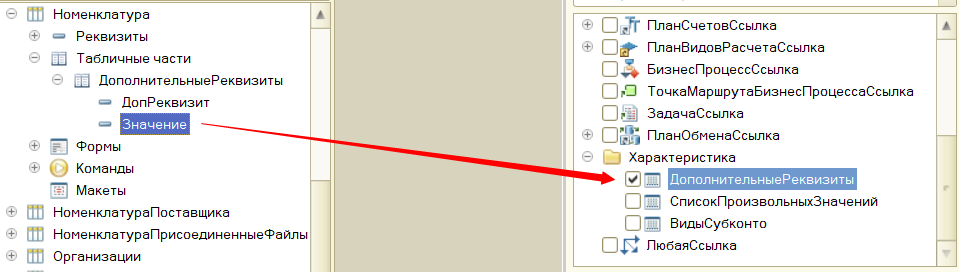 Номенклатура
Реквизиты
Табличные части
ДополнительныеРеквизиты
ДопРеквизит
Значение
Формы
Команды
Макеты
НоменклатураПоставщика
НоменклатураПрисоединенныеФайлы
Организации
ПланСчетовСсылка
ПланВидовРасчетаСсылка
БизнесПроцессСсылка
ТочкаМаршрутаБизнесПроцессаСсылка
ЗадачаСсылка
ПланОбменаСсылка
Характеристика
ДополнительныеРеквизиты
СписокПроизвольныхЗначений
ВидыСубконто
ЛюбаяСсылка